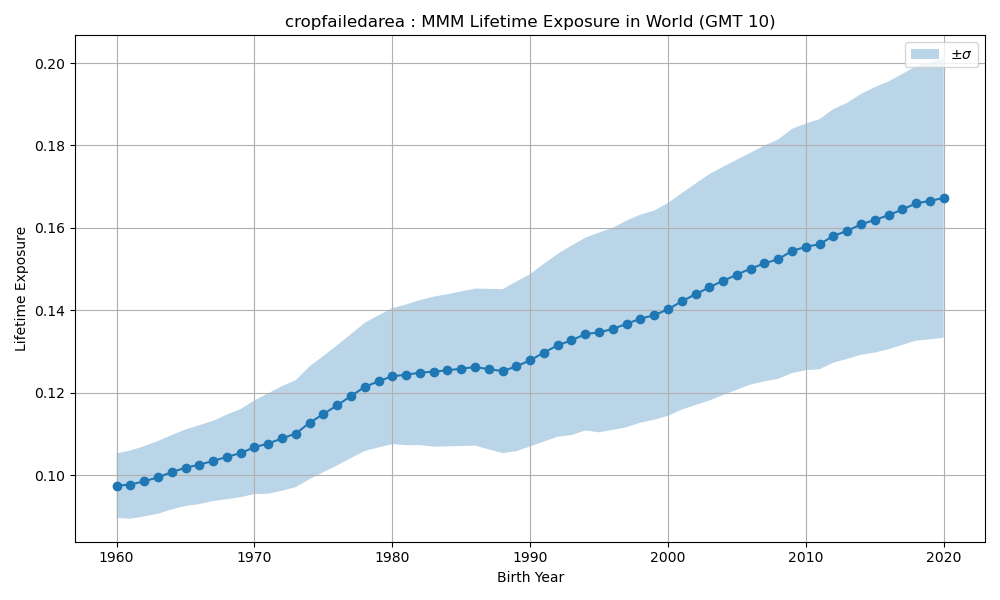 cropfailedarea : MMM Lifetime Exposure in World (GMT 10)
±σ
Lifetime Exposure
0.20
0.18
0.16
0.14
0.12
0.10
1960 1970 1980 1990 2000 2010 2020
Birth Year